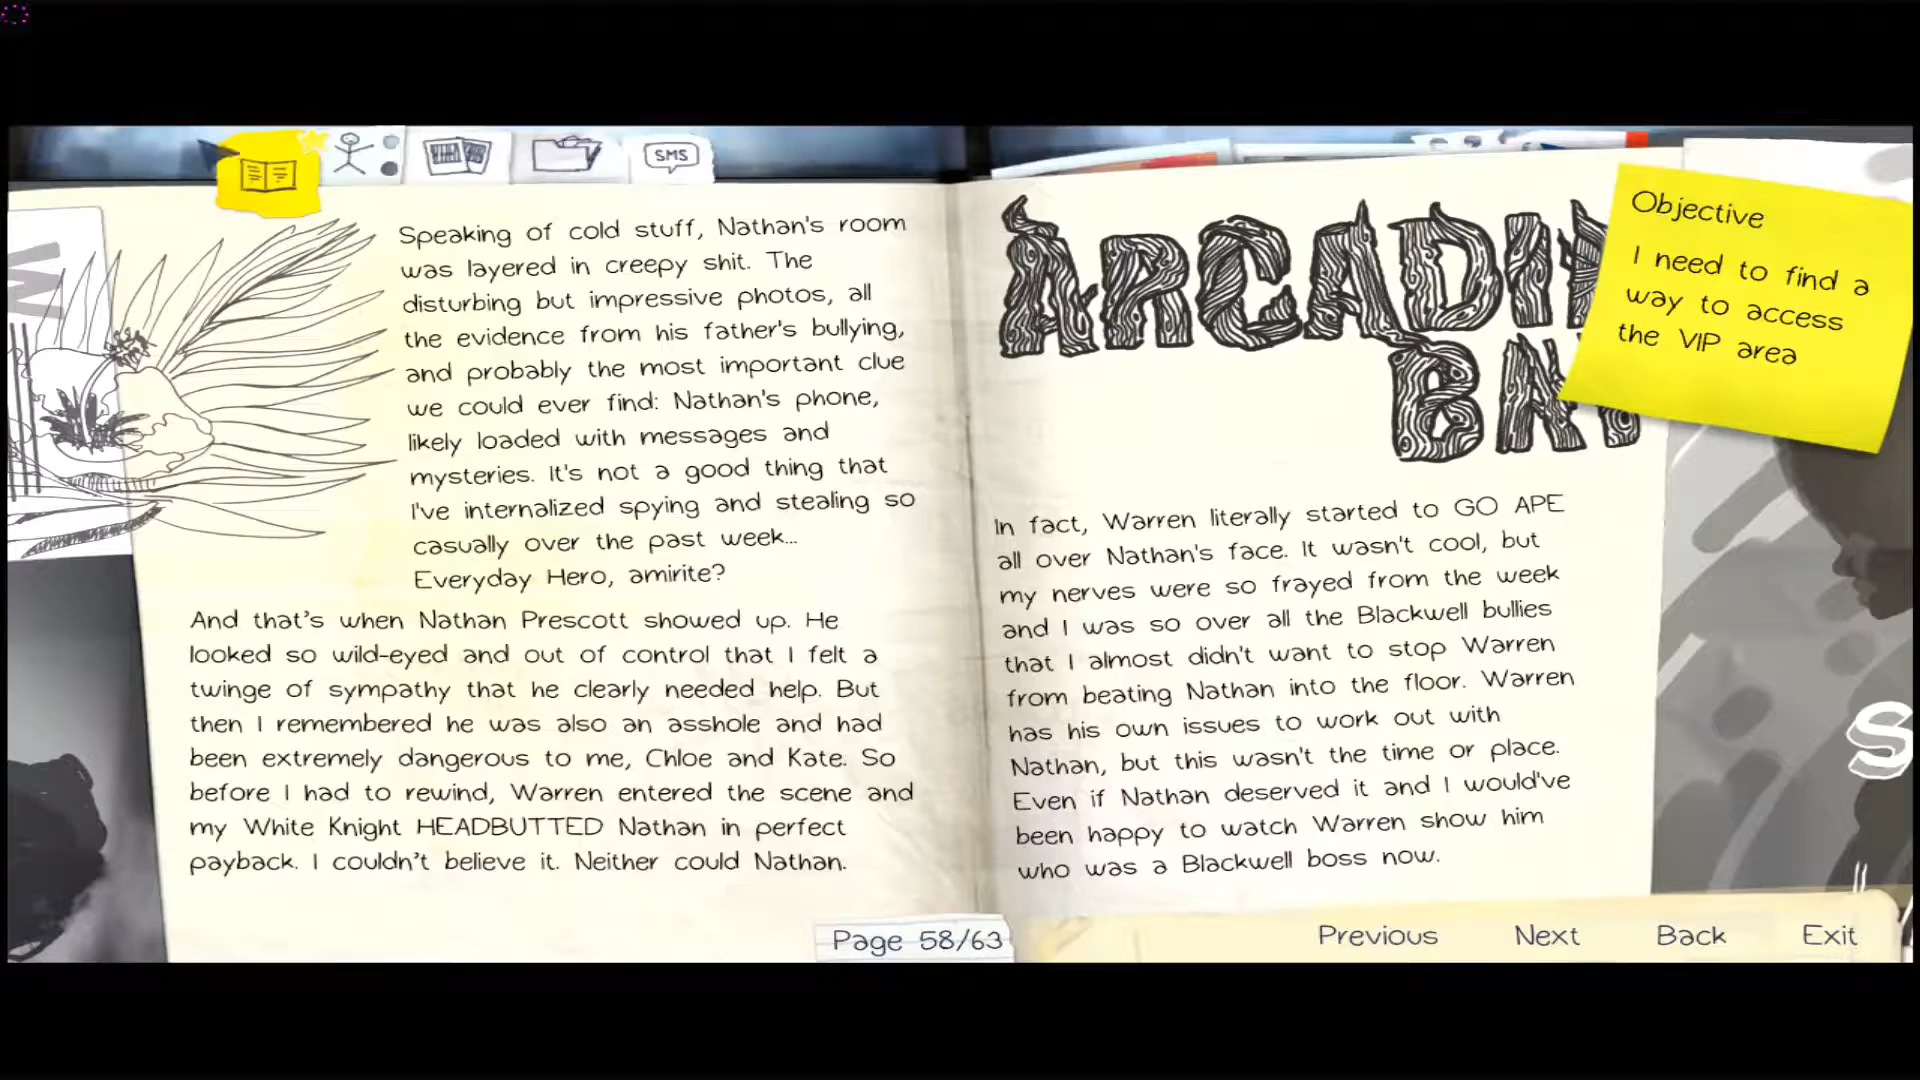 SMS
Speaking of cold stuff, Nathan's room
was layered in creepy shit. The
disturbing but impressive photos, all
the evidence from his father's bullying,
and probably the most important clue
we could ever find: Nathan's phone,
likely loaded with messages and
mysteries. It's not a good thing that
I've internalized spying and stealing so
casually over the past week...
Everyday Hero, amirite?
And that's when Nathan Prescott showed up. He
looked so wild-eyed and out of control that I felt a
twinge of sympathy that he clearly needed help. But
then I remembered he was also an asshole and had
been extremely dangerous to me, Chloe and Kate. So
before I had to rewind, Warren entered the scene and
my White Knight HEADBUTTED Nathan in perfect
payback. I couldn't believe it. Neither could Nathan.
ARCADIA
BAY
In fact, Warren literally started to GO APE
all over Nathan's face. It wasn't cool, but
my nerves were so frayed from the week
and I was so over all the Blackwell bullies
that I almost didn't want to stop Warren
from beating Nathan into the floor. Warren
has his own issues to work out with
Nathan, but this wasn't the time or place.
Even if Nathan deserved it and I would've
been happy to watch Warren show him
who was a Blackwell boss now.
Objective
I need to find a
way to access
the VIP area
Page 58/63
Previous Next Back Exit